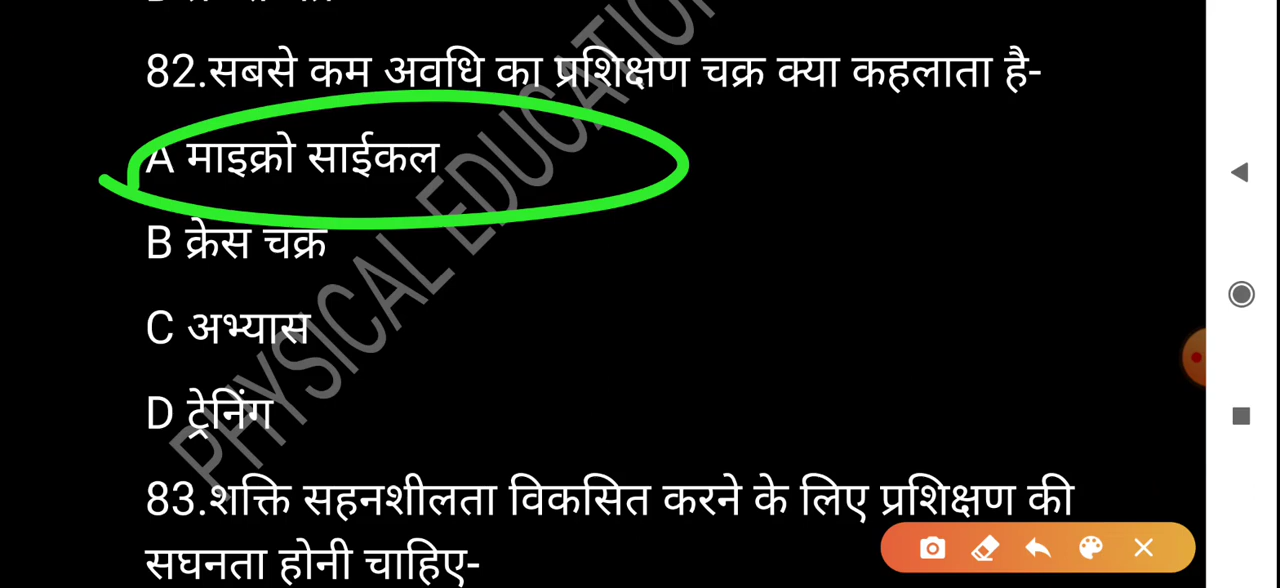 82.सबसे कम अवधि का प्रशिक्षण चक्र क्या कहलाता है-
A माइक्रो साईकल
B क्रेस चक्र
C अभ्यास
D ट्रेनिंग
83.शक्ति सहनशीलता विकसित करने के लिए प्रशिक्षण की
सघनता होनी चाहिए-
PHYSICAL EDUCATION